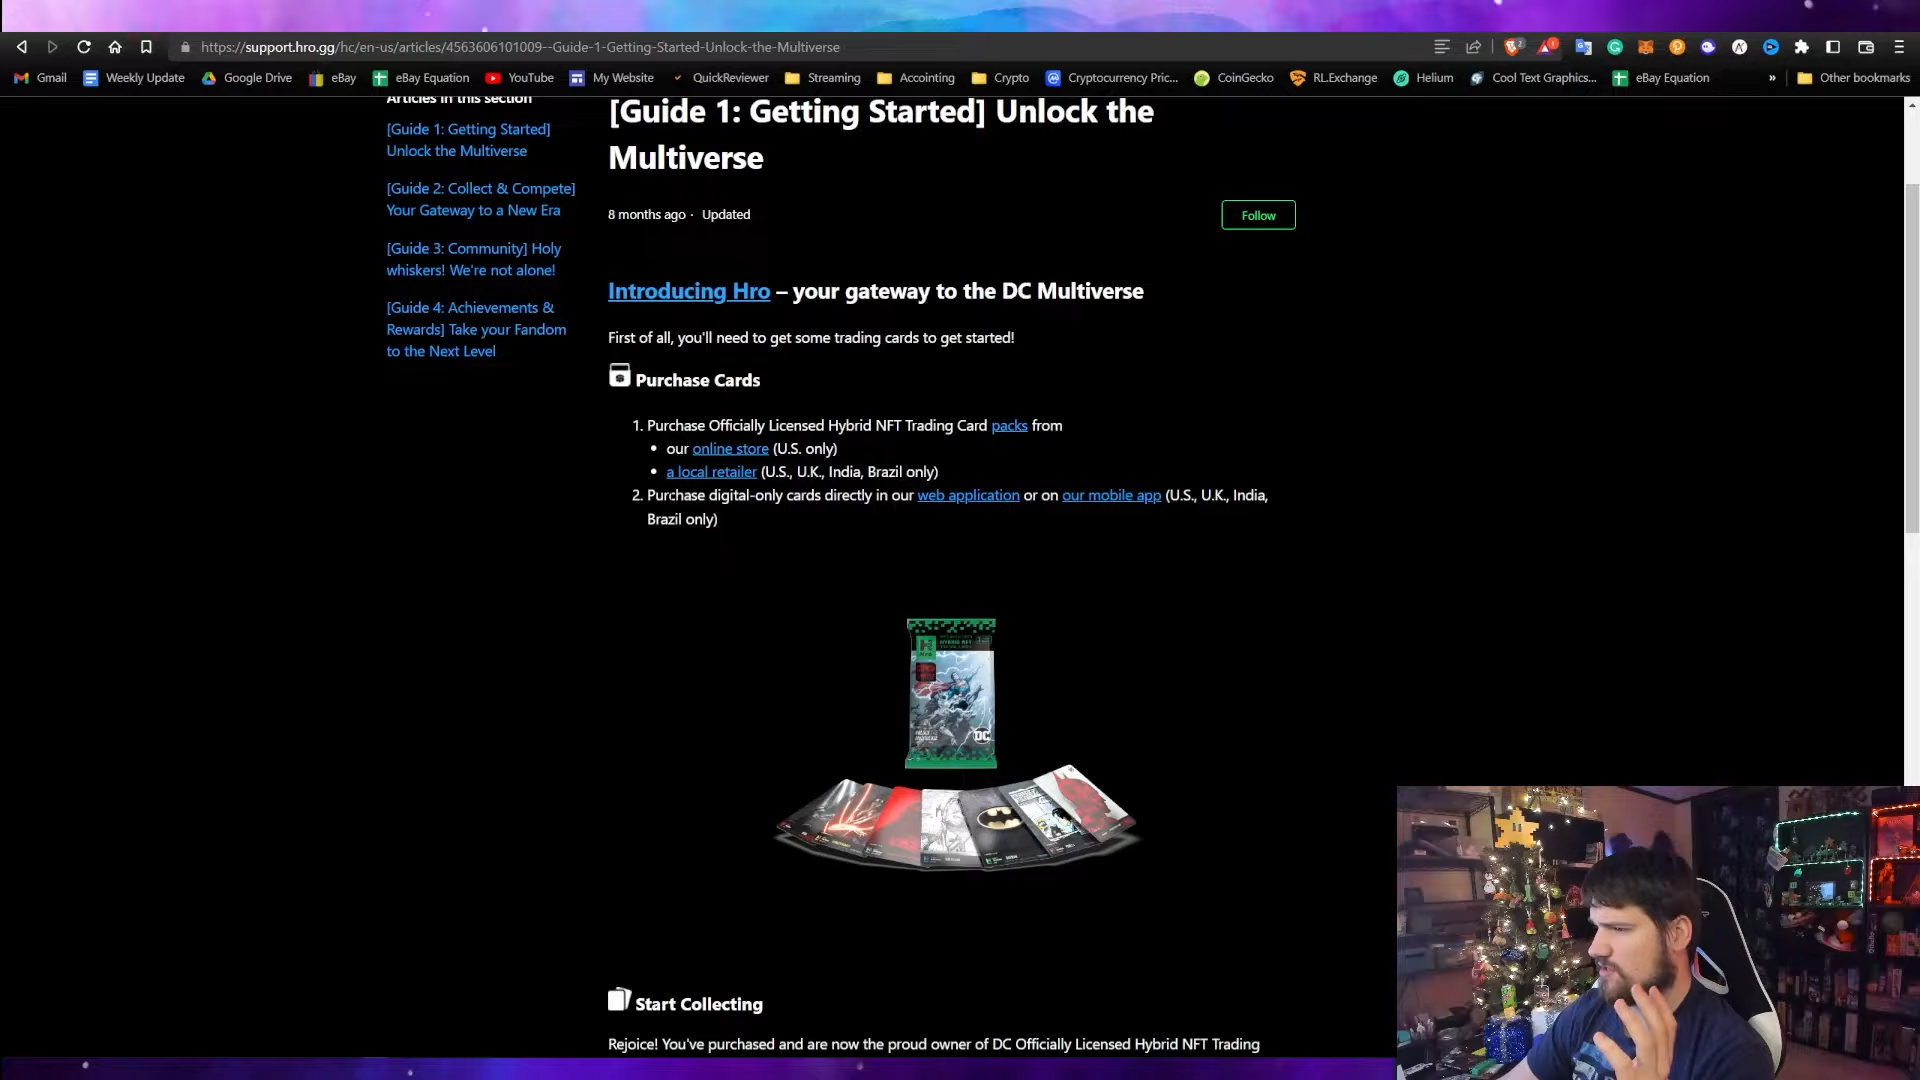 https://support.hro.gg/hc/en-us/articles/4563606101009--Guide-1-Getting-Started-Unlock-the-Multiverse
Gmail Weekly Update Google Drive eBay eBay Equation YouTube My Website QuickReviewer Streaming Accointing Crypto Cryptocurrency Pric... CoinGecko RL.Exchange Helium Cool Text Graphics... eBay Equation » Other bookmarks
Articles in this section
[Guide 1: Getting Started]
Unlock the Multiverse
[Guide 2: Collect & Compete]
Your Gateway to a New Era
[Guide 3: Community] Holy
whiskers! We're not alone!
[Guide 4: Achievements &
Rewards] Take your Fandom
to the Next Level
[Guide 1: Getting Started] Unlock the
Multiverse
8 months ago · Updated
Follow
Introducing Hro – your gateway to the DC Multiverse
First of all, you'll need to get some trading cards to get started!
Purchase Cards
1. Purchase Officially Licensed Hybrid NFT Trading Card packs from
• our online store (U.S. only)
• a local retailer (U.S., U.K., India, Brazil only)
2. Purchase digital-only cards directly in our web application or on our mobile app (U.S., U.K., India,
Brazil only)
HYBRID NFT
DC
Start Collecting
Rejoice! You've purchased and are now the proud owner of DC Officially Licensed Hybrid NFT Trading